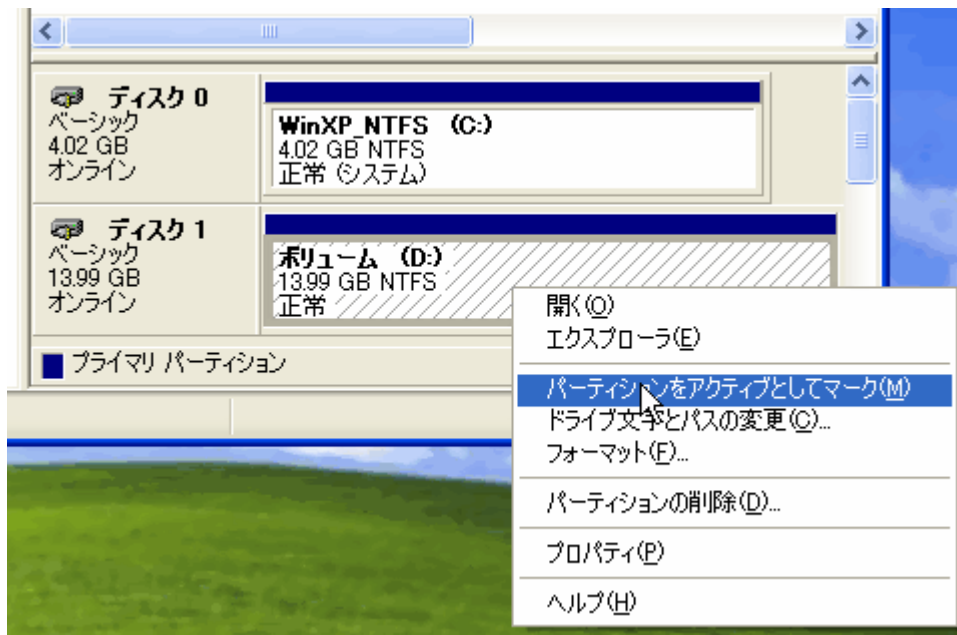 ディスク 0
ベーシック
4.02 GB
オンライン
WinXP_NTFS (C:)
4.02 GB NTFS
正常 (システム)
ディスク 1
ベーシック
13.99 GB
オンライン
ボリューム (D:)
13.99 GB NTFS
正常
プライマリ パーティション
開く(O)
エクスプローラ(E)
パーティションをアクティブとしてマーク(M)
ドライブ文字とパスの変更(C)...
フォーマット(F)...
パーティションの削除(D)...
プロパティ(P)
ヘルプ(H)